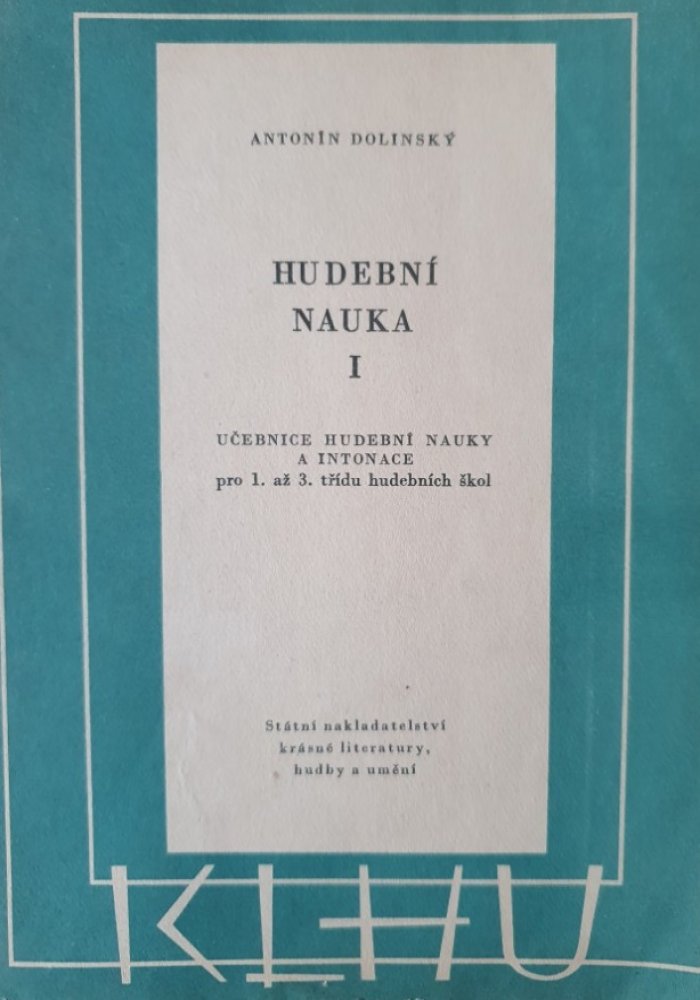 ANTONÍN DOLINSKÝ
HUDEBNÍ
NAUKA
I
UČEBNICE HUDEBNÍ NAUKY
A INTONACE
pro 1. až 3. třídu hudebních škol
Státní nakladatelství
krásné literatury,
hudby a umění
KLHU